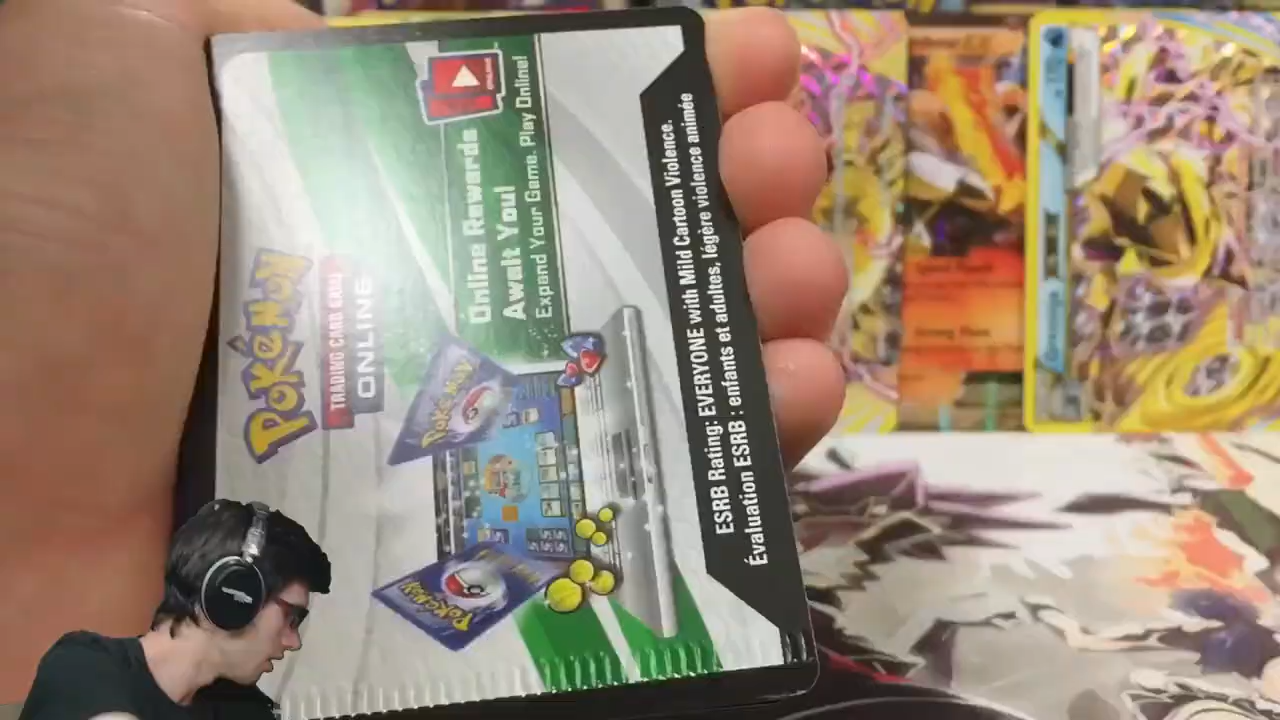 POKéMON
TRADING CARD GAME
ONLINE
Online Rewards
Await You!
Expand Your Game. Play Online!
POKéMON
POKéMON
ESRB Rating: EVERYONE with Mild Cartoon Violence.
Évaluation ESRB : enfants et adultes, légère violence animée